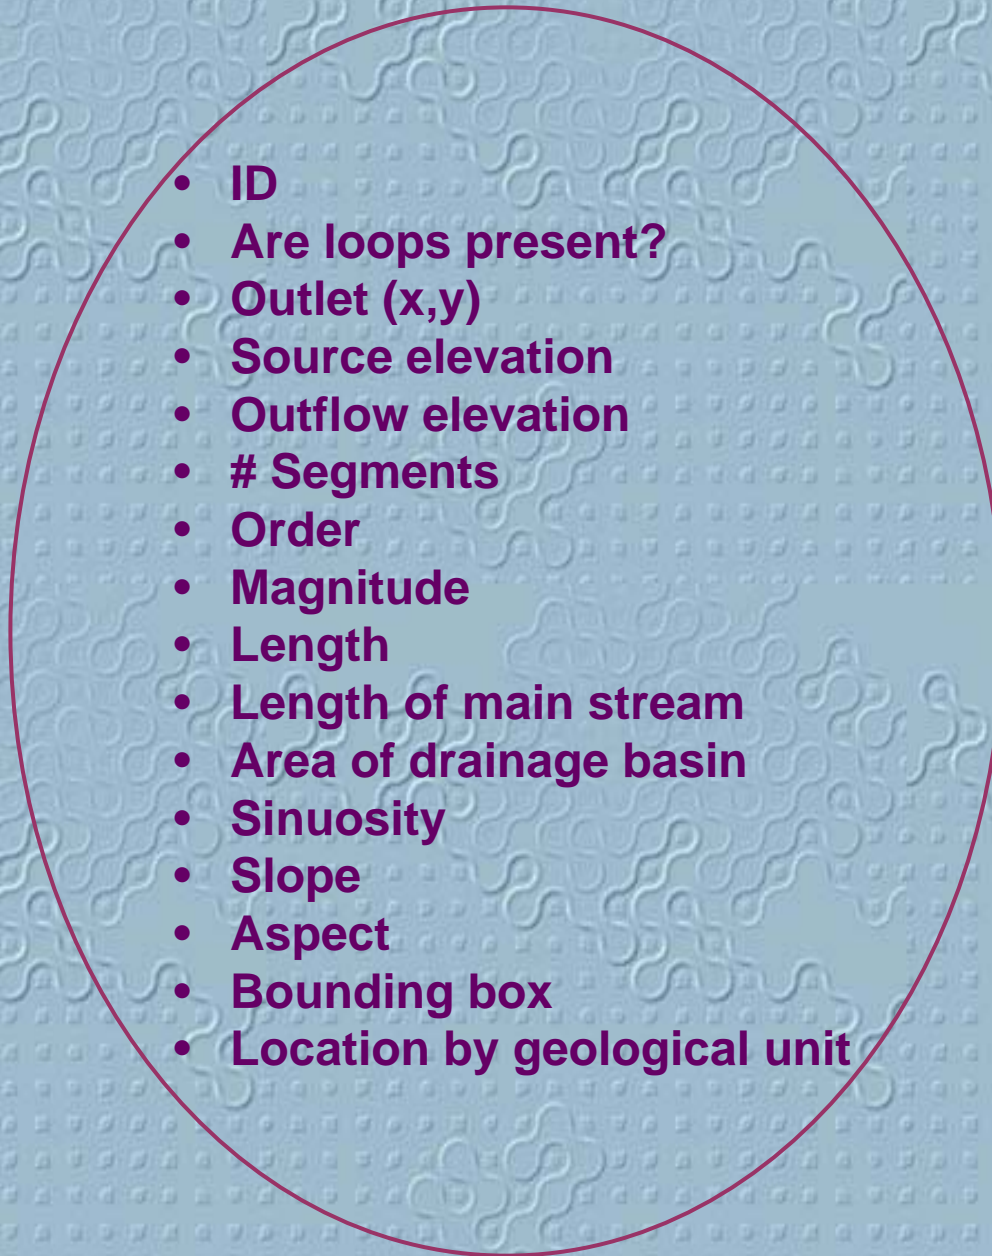 • ID
• Are loops present?
• Outlet (x,y)
• Source elevation
• Outflow elevation
• # Segments
• Order
• Magnitude
• Length
• Length of main stream
• Area of drainage basin
• Sinuosity
• Slope
• Aspect
• Bounding box
• Location by geological unit